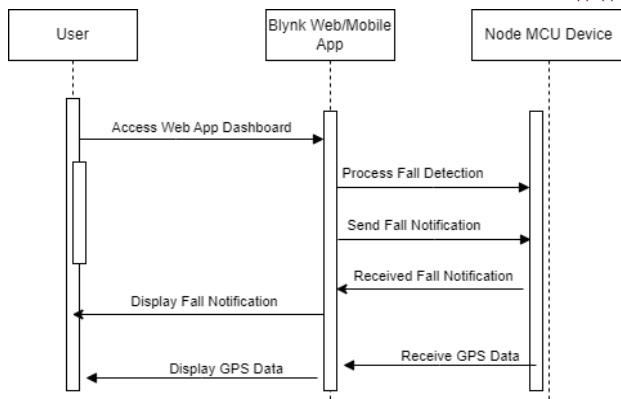 User
Blynk Web/Mobile
App
Node MCU Device
Access Web App Dashboard
Process Fall Detection
Send Fall Notification
Received Fall Notification
Display Fall Notification
Receive GPS Data
Display GPS Data